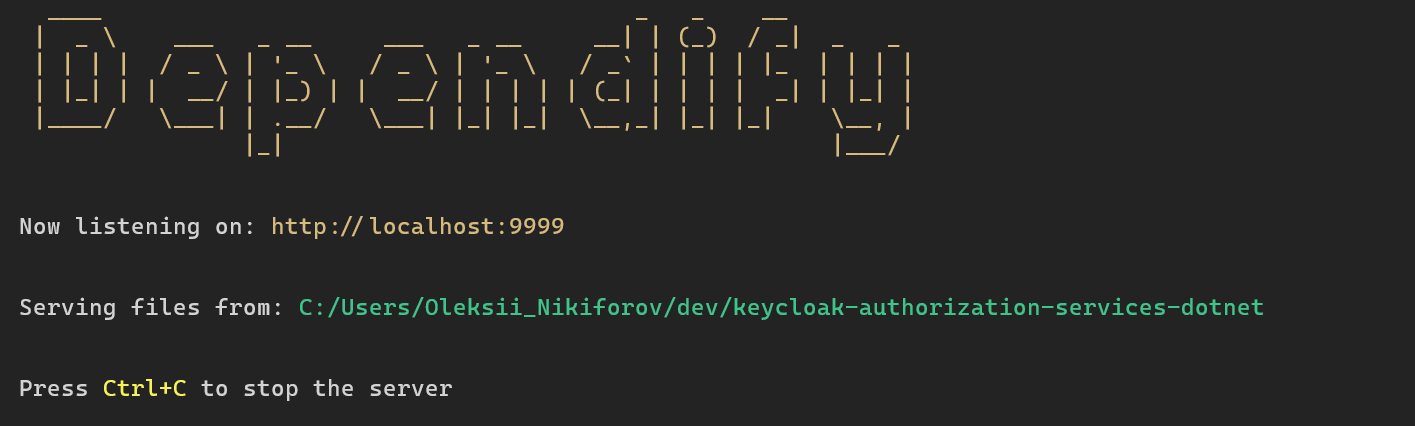 Dependify
Now listening on: http://localhost:9999
Serving files from: C:/Users/Oleksii_Nikiforov/dev/keycloak-authorization-services-dotnet
Press Ctrl+C to stop the server